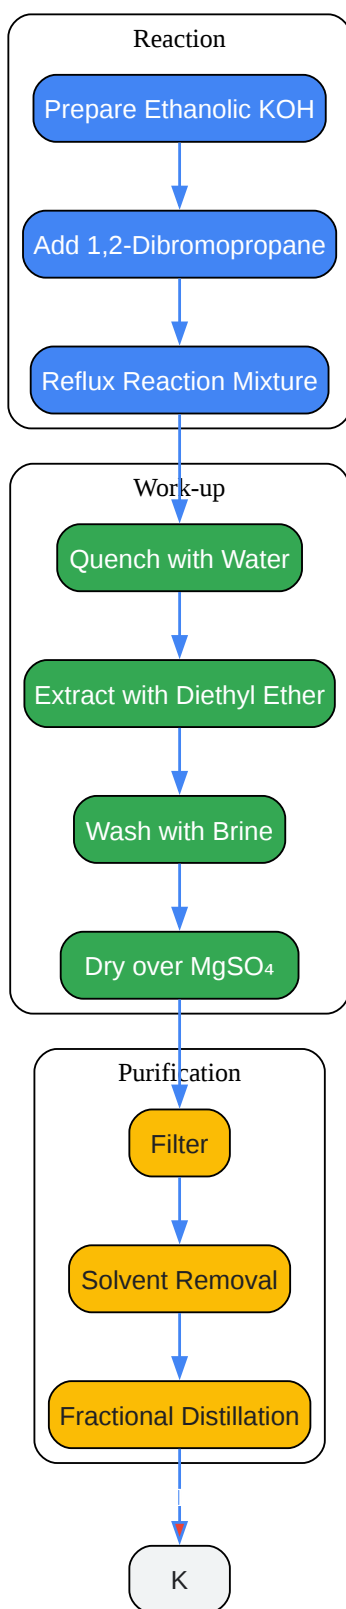 Reaction
Prepare Ethanolic KOH
Add 1,2-Dibromopropane
Reflux Reaction Mixture
Work-up
Quench with Water
Extract with Diethyl Ether
Wash with Brine
Dry over MgSO₄
Purification
Filter
Solvent Removal
Fractional Distillation
K